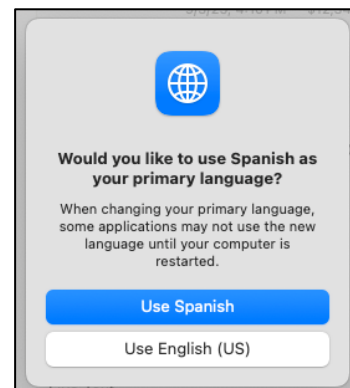 Would you like to use Spanish as
your primary language?
When changing your primary language,
some applications may not use the new
language until your computer is
restarted.
Use Spanish
Use English (US)